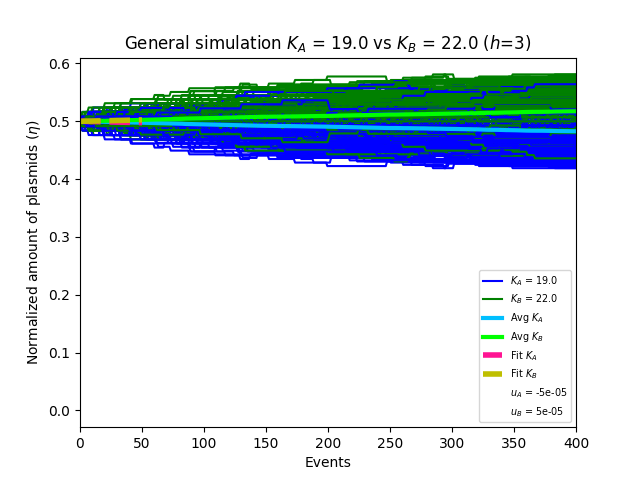 General simulation K_A = 19.0 vs K_B = 22.0 (h=3)
Normalized amount of plasmids (η)
0.6
0.5
0.4
0.3
0.2
0.1
0.0
K_A = 19.0
K_B = 22.0
Avg K_A
Avg K_B
Fit K_A
Fit K_B
u_A = -5e-05
u_B = 5e-05
0 50 100 150 200 250 300 350 400
Events